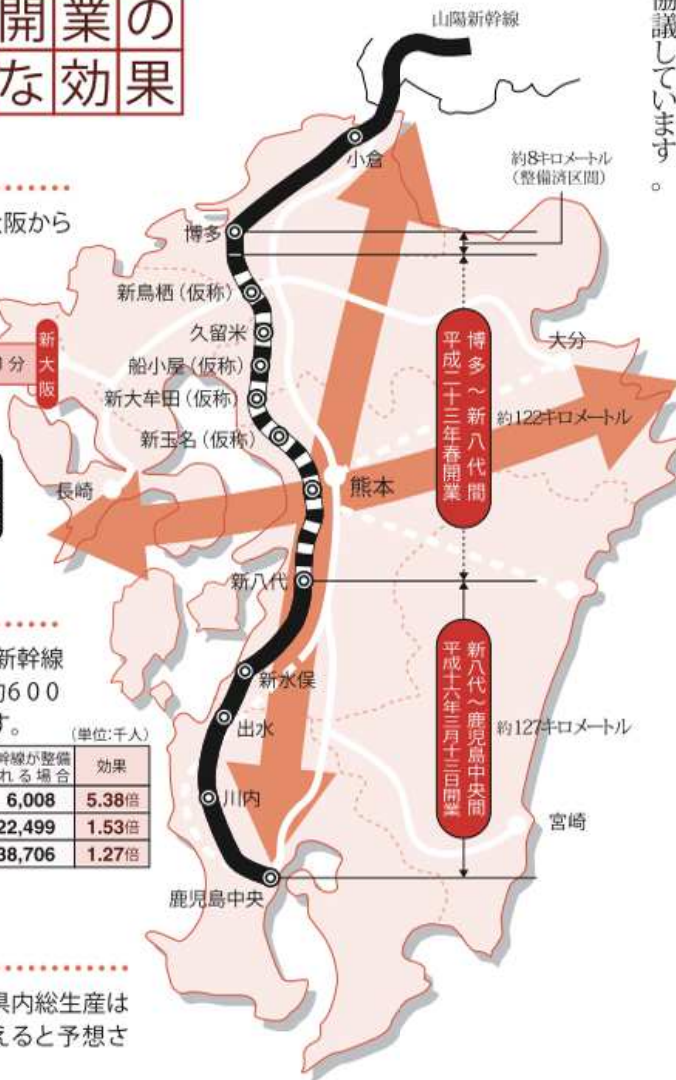 開業の
な効果
協議しています。
山陽新幹線
小倉
約8キロメートル
（整備済区間）
阪から
博多
新鳥栖（仮称）
久留米
大分
新大阪
分
船小屋（仮称）
新大牟田（仮称）
博多～新八代間
平成二十三年春開業
約122キロメートル
新玉名（仮称）
長崎
熊本
新八代
新幹線
600
す。
新水俣
出水
新八代～鹿児島中央間
平成十六年三月十三日開業
約127キロメートル
（単位:千人）
幹線が整備
れる場合
効果
6,008 5.38倍
22,499 1.53倍
38,706 1.27倍
川内
宮崎
鹿児島中央
県内総生産は
えると予想さ